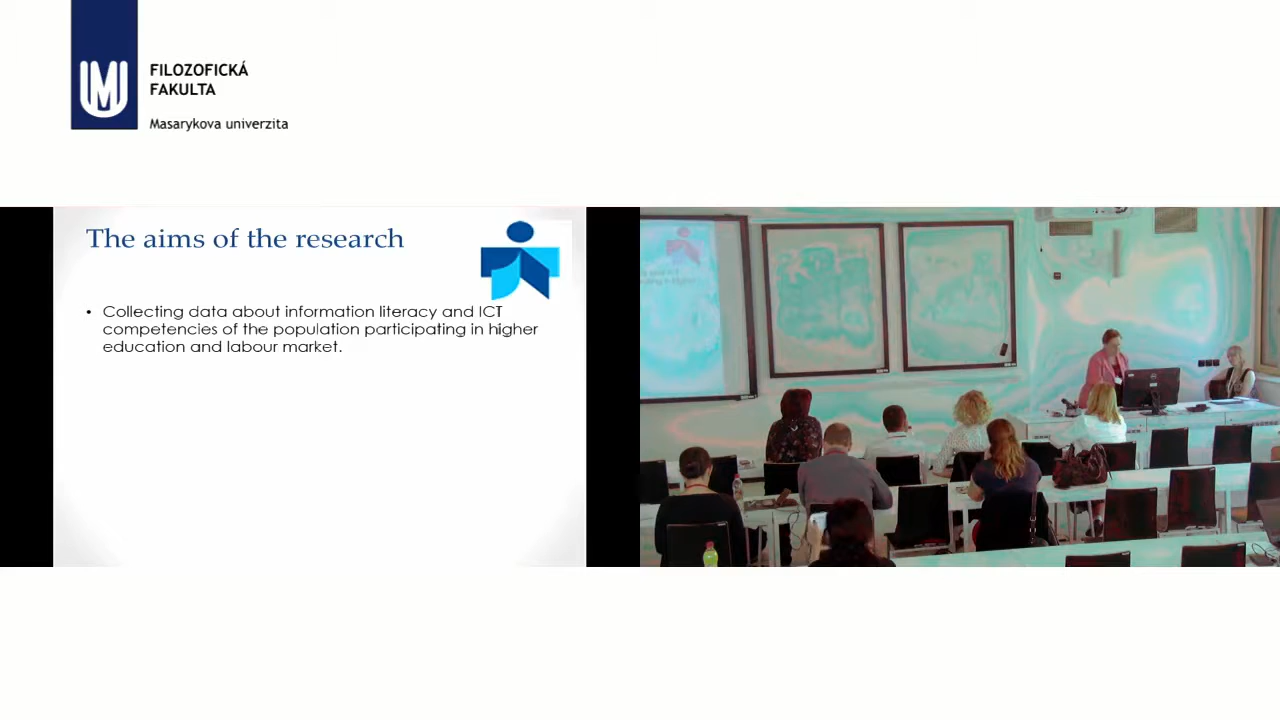 FILOZOFICKÁ
FAKULTA
Masarykova univerzita
The aims of the research
• Collecting data about information literacy and ICT
competencies of the population participating in higher
education and labour market.